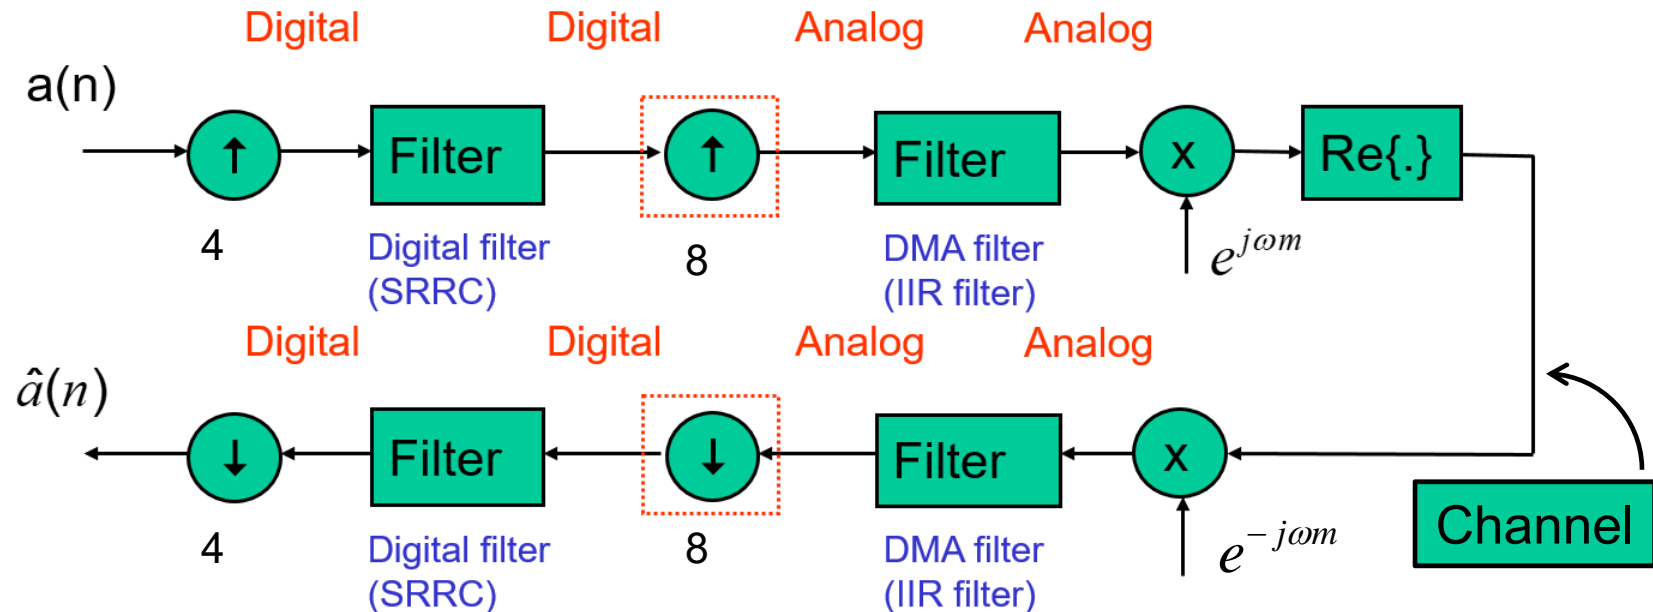 Digital Digital Analog Analog
a(n)
↑ Filter ↑ Filter x Re{.}
4 Digital filter 8 DMA filter e^{jωm}
(SRRC) (IIR filter)
Digital Digital Analog Analog
â(n)
↓ Filter ↓ Filter x
4 Digital filter 8 DMA filter e^{-jωm} Channel
(SRRC) (IIR filter)